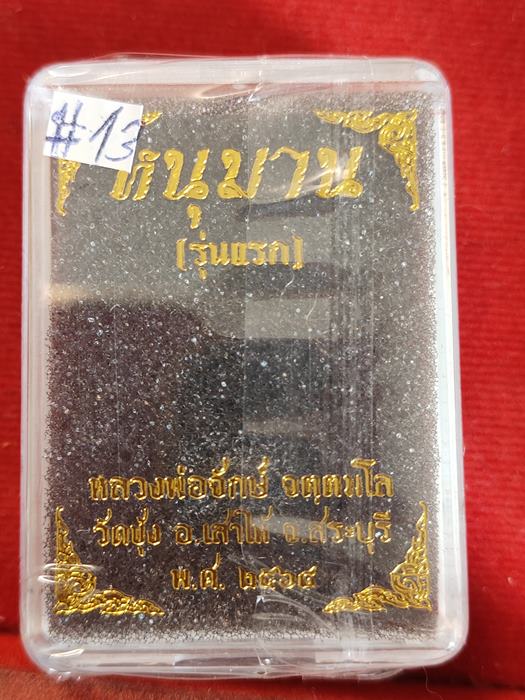 #13
หนุมาน
(รุ่นแรก)
หลวงพ่อจักษ์ จตฺตมโล
วัดชุ้ง อ.เสาไห้ จ.สระบุรี
พ.ศ. ๒๕๖๔